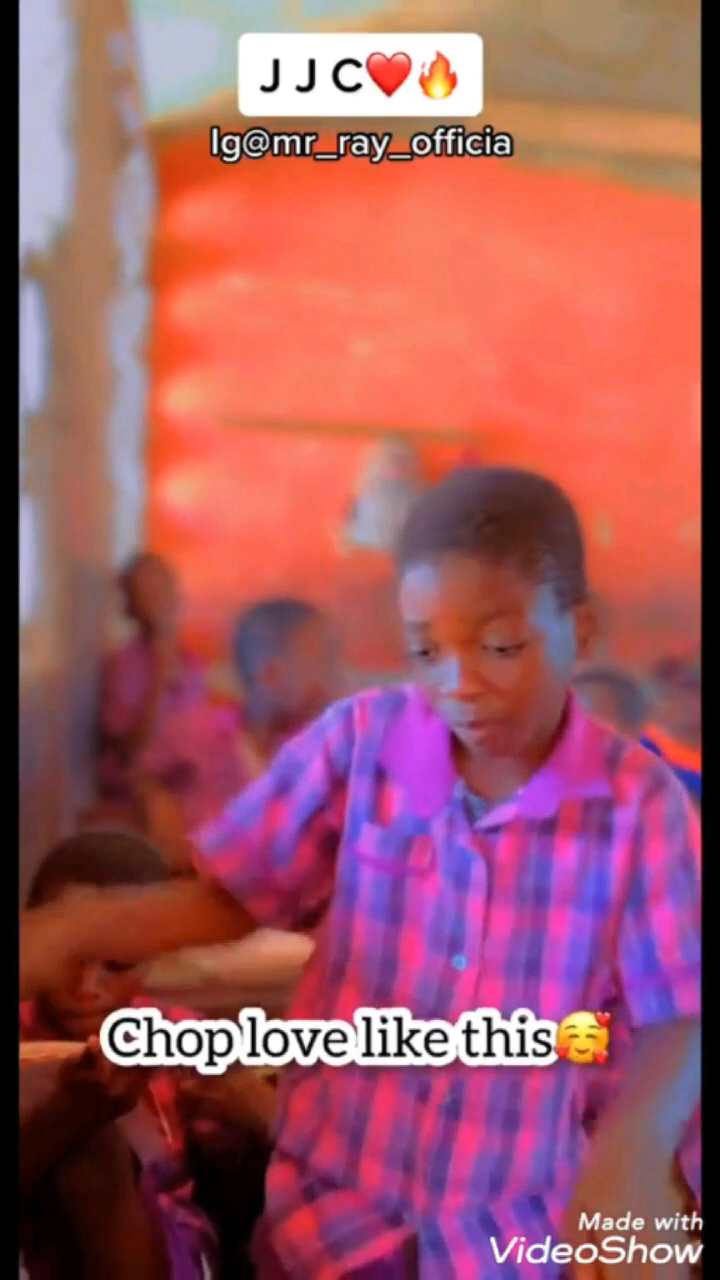 J J C❤️🔥
Ig@mr_ray_officia
Chop love like this🥰
Made with
VideoShow